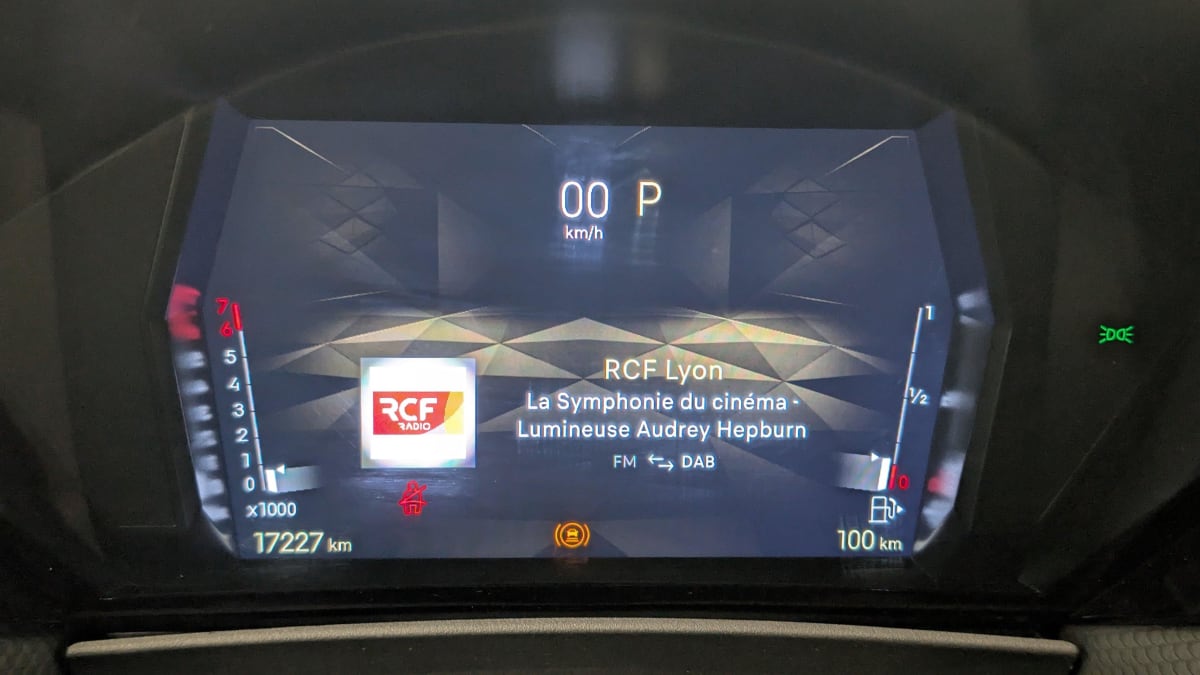 00 P
km/h
7
6
5
4
3
2
1
0
x1000
17227 km
RCF
RADIO
RCF Lyon
La Symphonie du cinéma -
Lumineuse Audrey Hepburn
FM DAB
1
1/2
0
100 km